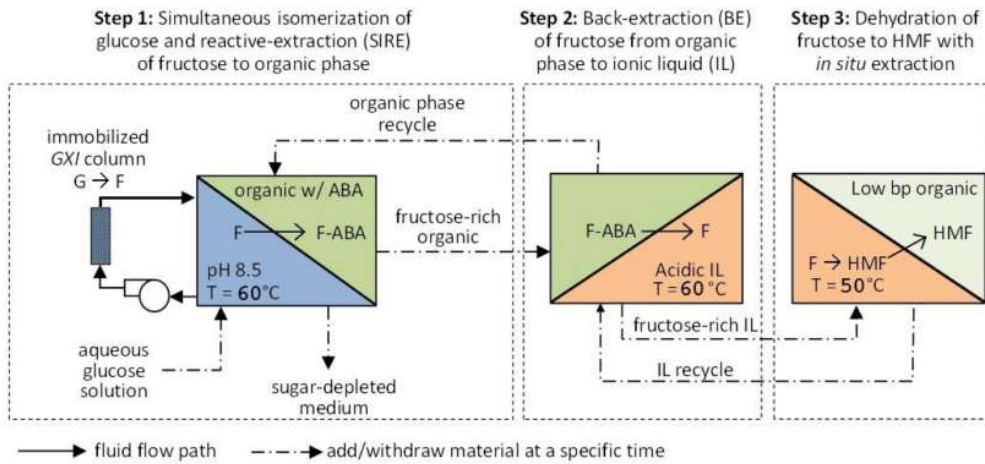 Step 1: Simultaneous isomerization of
glucose and reactive-extraction (SIRE)
of fructose to organic phase
Step 2: Back-extraction (BE)
of fructose from organic
phase to ionic liquid (IL)
Step 3: Dehydration of
fructose to HMF with
in situ extraction
organic phase
recycle
immobilized
GXI column
G → F
organic w/ ABA
F → F-ABA
pH 8.5
T = 60°C
fructose-rich
organic
aqueous
glucose
solution
sugar-depleted
medium
F-ABA → F
Acidic IL
T = 60°C
fructose-rich IL
IL recycle
Low bp organic
HMF
F → HMF
T = 50°C
fluid flow path
add/withdraw material at a specific time